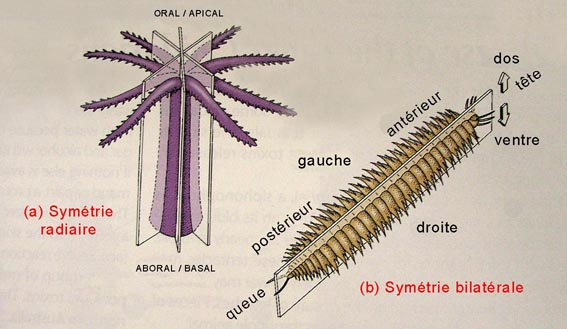 ORAL / APICAL
dos
tête
antérieur
ventre
gauche
(a) Symétrie
radiaire
postérieur
droite
ABORAL / BASAL
queue
(b) Symétrie bilatérale